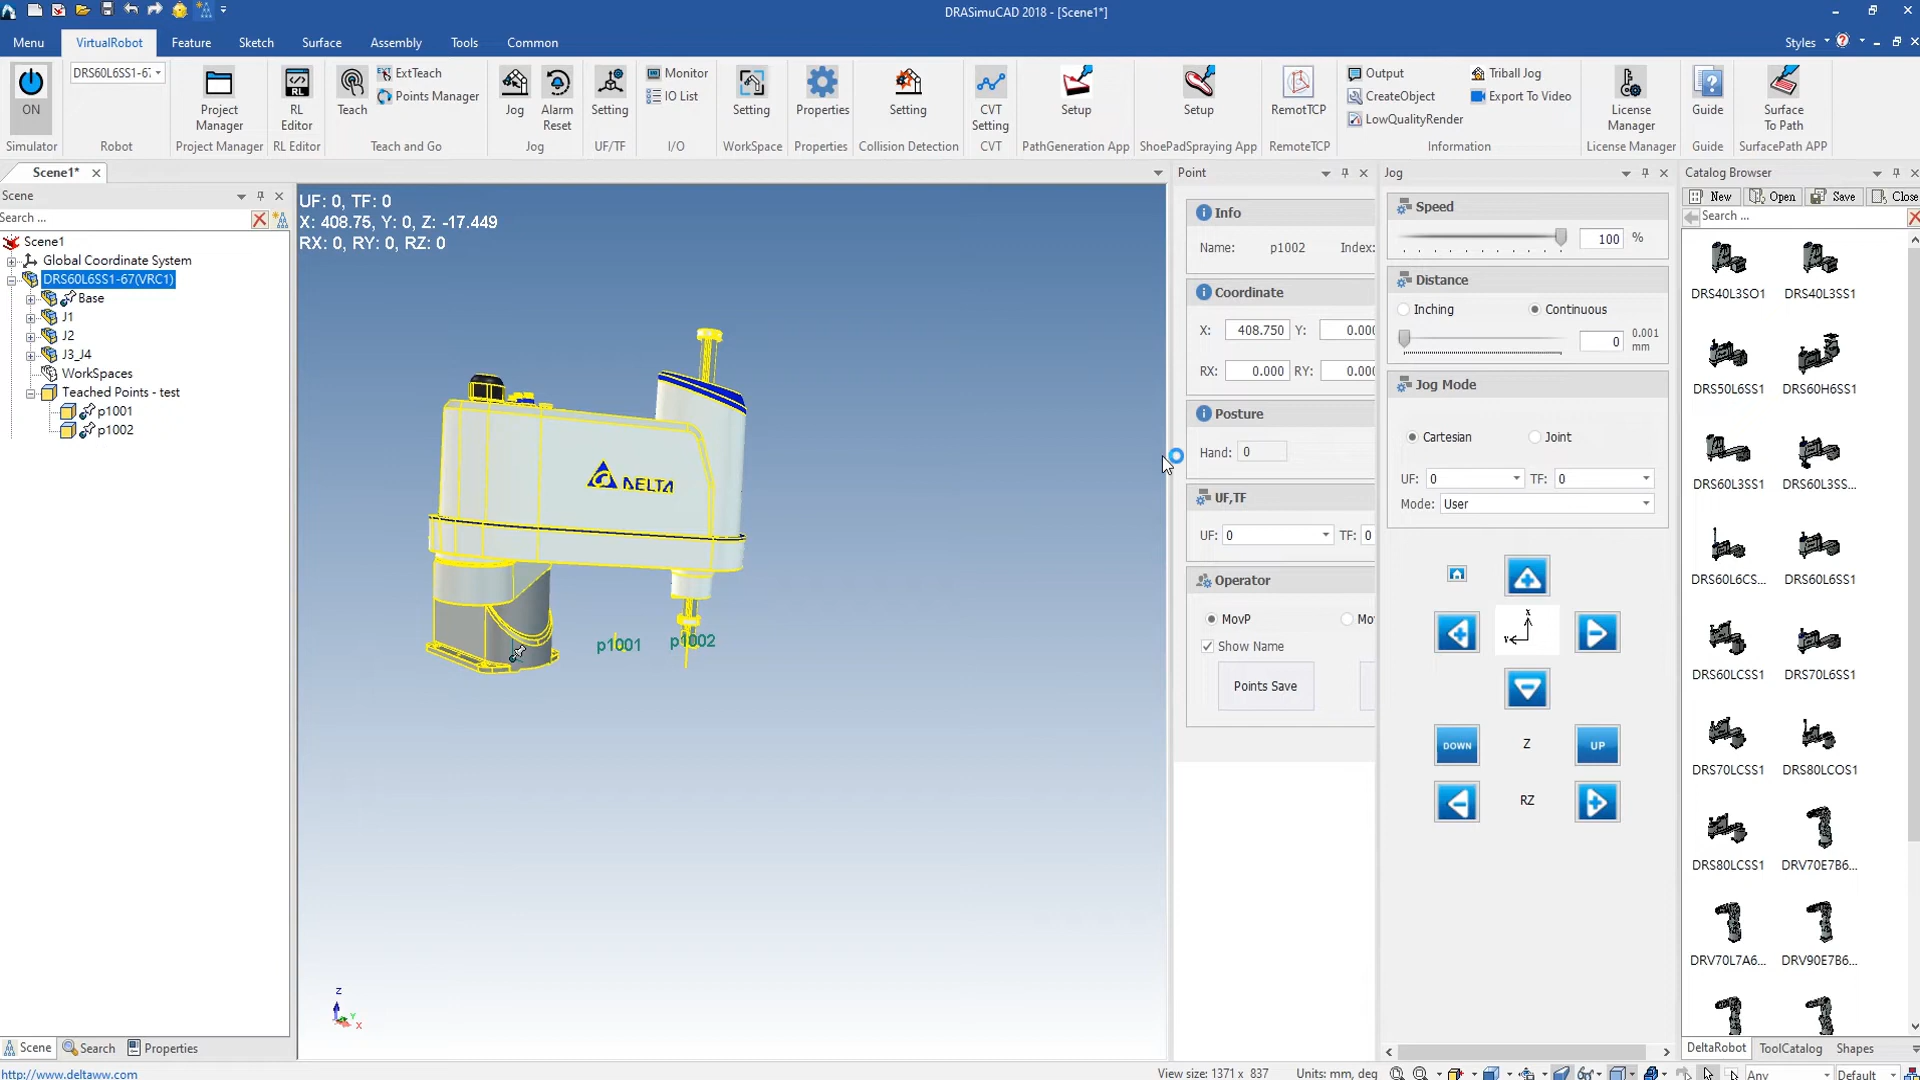 DRASimuCAD 2018 - [Scene1*]
Menu VirtualRobot Feature Sketch Surface Assembly Tools Common Styles
ON
Simulator
DRS60L6SS1-67
Robot
Project Manager
Project Manager
RL Editor
RL Editor
Teach
ExtTeach
Points Manager
Teach and Go
Jog
Alarm Reset
Jog
Setting
UF/TF
Monitor
IO List
I/O
Setting
WorkSpace
Properties
Properties
Setting
Collision Detection
CVT Setting
CVT
Setup
PathGeneration App
Setup
ShoePadSpraying App
RemotTCP
RemoteTCP
Output
CreateObject
LowQualityRender
Triball Jog
Export To Video
Information
License Manager
License Manager
Guide
Guide
Surface To Path
SurfacePath APP
Scene1*
Scene
Search ...
Scene1
Global Coordinate System
DRS60L6SS1-67(VRC1)
Base
J1
J2
J3_J4
WorkSpaces
Teached Points - test
p1001
p1002
Scene Search Properties
http://www.deltaww.com
UF: 0, TF: 0
X: 408.75, Y: 0, Z: -17.449
RX: 0, RY: 0, RZ: 0
DELTA
p1001 p1002
Z
Y
X
Point
Info
Name: p1002 Index:
Coordinate
X: 408.750 Y: 0.000
RX: 0.000 RY: 0.000
Posture
Hand: 0
UF,TF
UF: 0 TF: 0
Operator
MovP Mov
Show Name
Points Save
Jog
Speed
100 %
Distance
Inching Continuous
0 0.001 mm
Jog Mode
Cartesian Joint
UF: 0 TF: 0
Mode: User
X
Y
DOWN Z UP
RZ
Catalog Browser
New Open Save Close
Search ...
DRS40L3SO1 DRS40L3SS1
DRS50L6SS1 DRS60H6SS1
DRS60L3SS1 DRS60L3SS...
DRS60L6CS... DRS60L6SS1
DRS60LCSS1 DRS70L6SS1
DRS70LCSS1 DRS80LCOS1
DRS80LCSS1 DRV70E7B6...
DRV70L7A6... DRV90E7B6...
DeltaRobot ToolCatalog Shapes
View size: 1371 x 837 Units: mm, deg Any Default